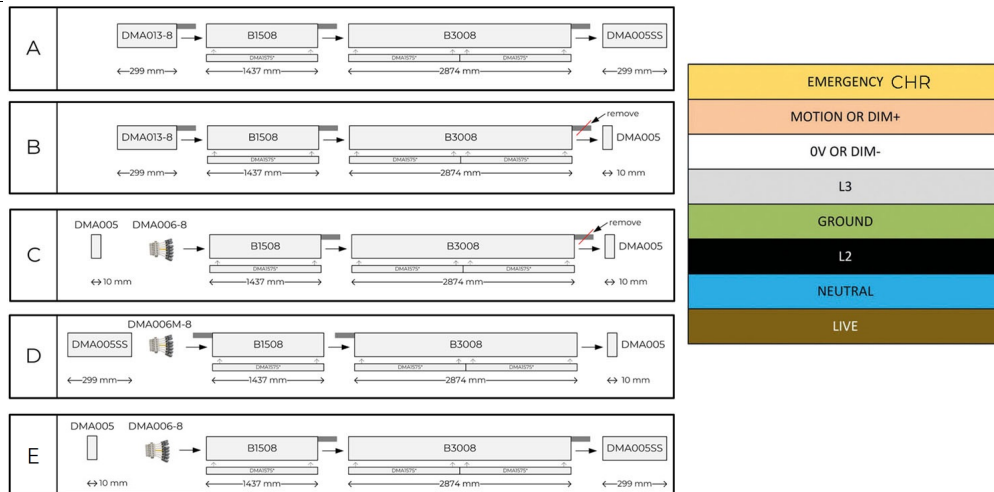 A
DMA013-8
B1508
B3008
DMA005SS
DMA1575*
DMA1575*
DMA1575*
299 mm
1437 mm
2874 mm
299 mm
B
DMA013-8
B1508
B3008
remove
DMA005
DMA1575*
DMA1575*
DMA1575*
299 mm
1437 mm
2874 mm
10 mm
C
DMA005
DMA006-8
B1508
B3008
remove
DMA005
DMA1575*
DMA1575*
DMA1575*
10 mm
1437 mm
2874 mm
10 mm
D
DMA006M-8
DMA005SS
B1508
B3008
DMA005
DMA1575*
DMA1575*
DMA1575*
299 mm
1437 mm
2874 mm
10 mm
E
DMA005
DMA006-8
B1508
B3008
DMA005SS
DMA1575*
DMA1575*
DMA1575*
10 mm
1437 mm
2874 mm
299 mm
EMERGENCY CHR
MOTION OR DIM+
0V OR DIM-
L3
GROUND
L2
NEUTRAL
LIVE